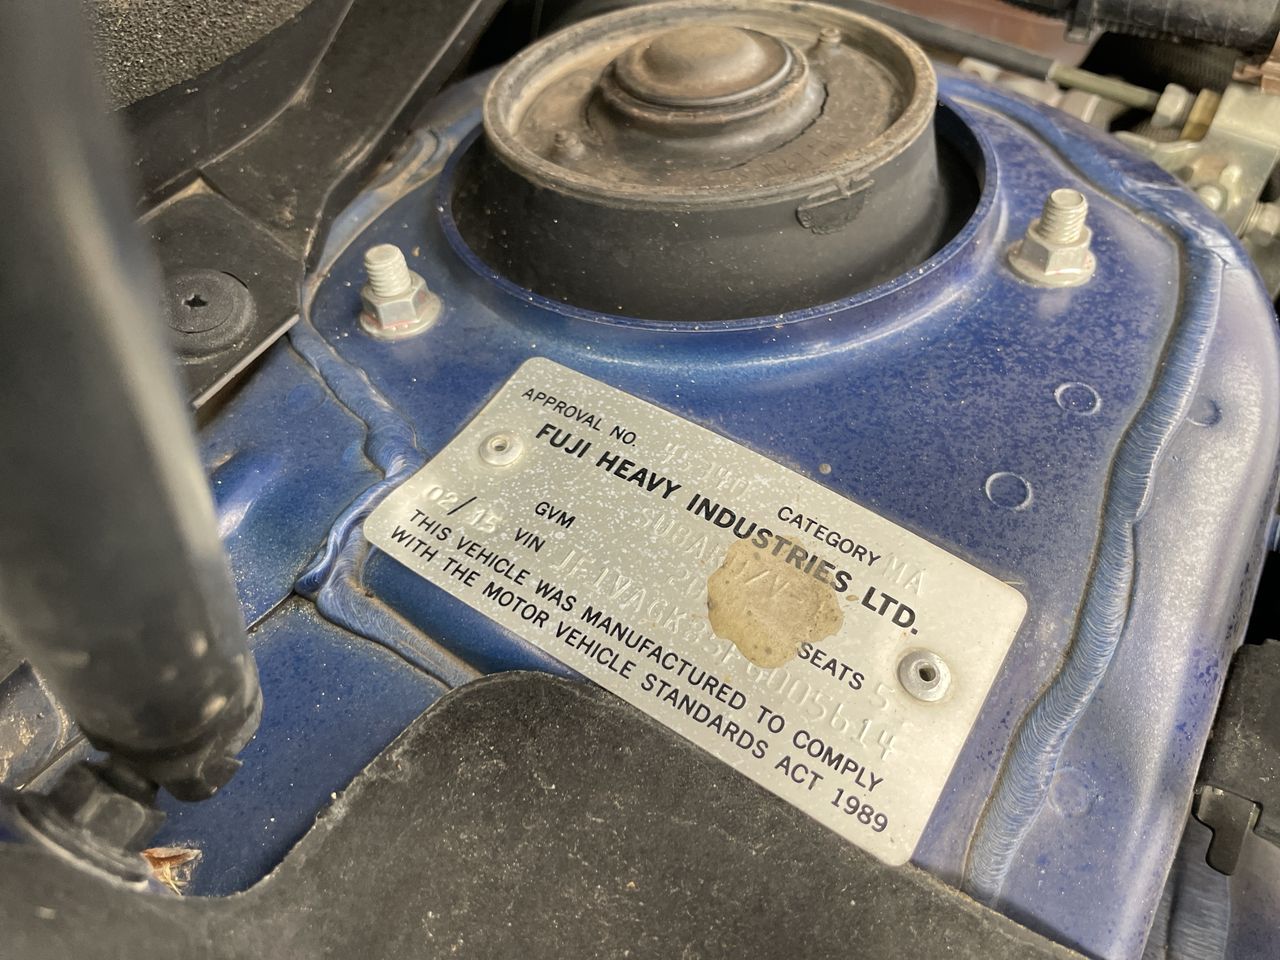 APPROVAL NO. CATEGORY MA
FUJI HEAVY INDUSTRIES, LTD.
02/15 GVM SEATS 5
VIN
THIS VEHICLE WAS MANUFACTURED TO COMPLY
WITH THE MOTOR VEHICLE STANDARDS ACT 1989